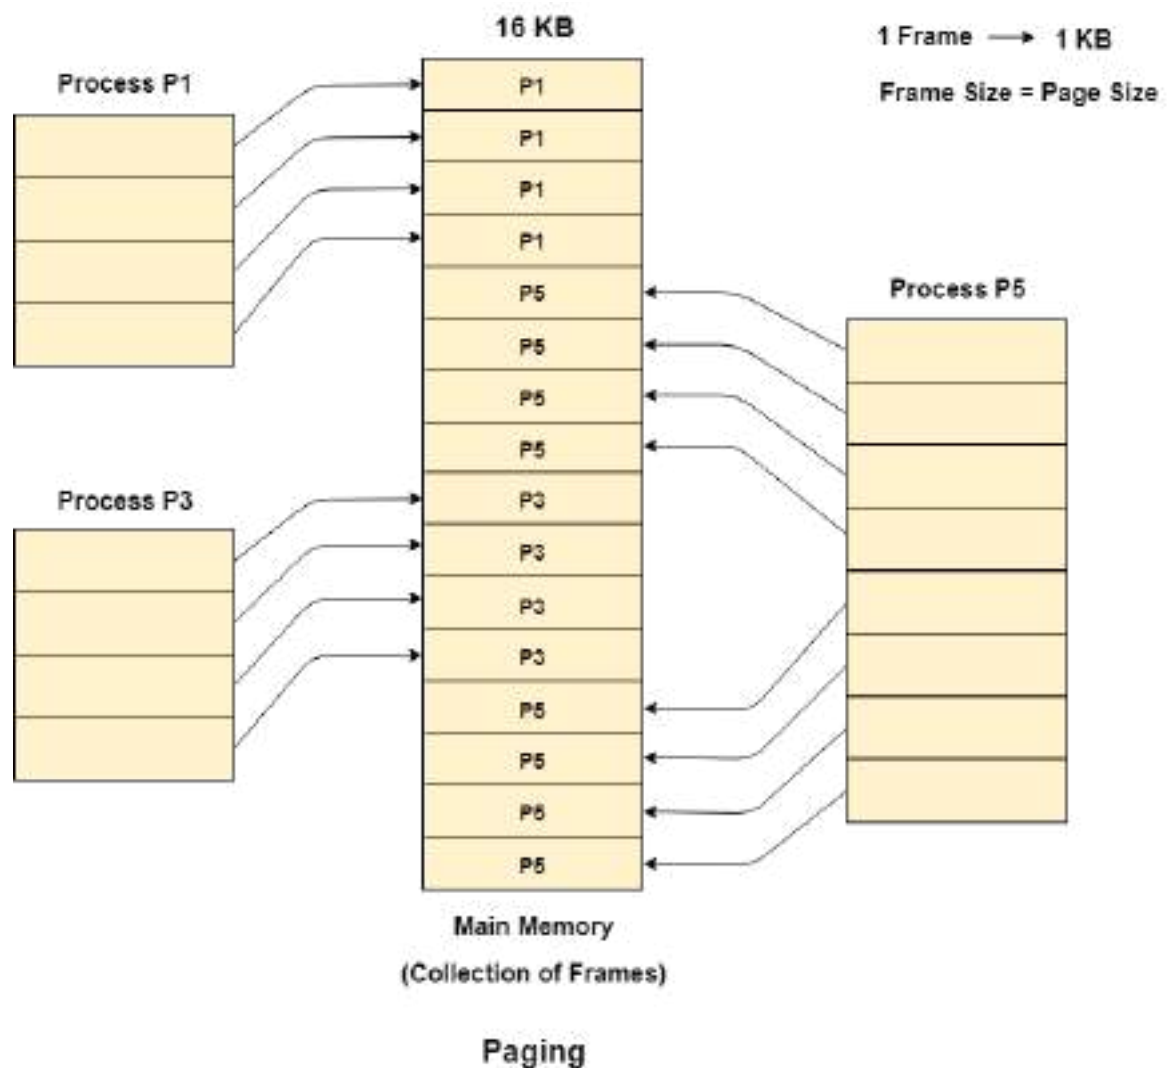 16 KB
1 Frame → 1 KB
Frame Size = Page Size
Process P1
P1
P1
P1
P1
Process P5
P5
P5
P5
P5
Process P3
P3
P3
P3
P3
P5
P5
P5
P5
Main Memory
(Collection of Frames)
Paging